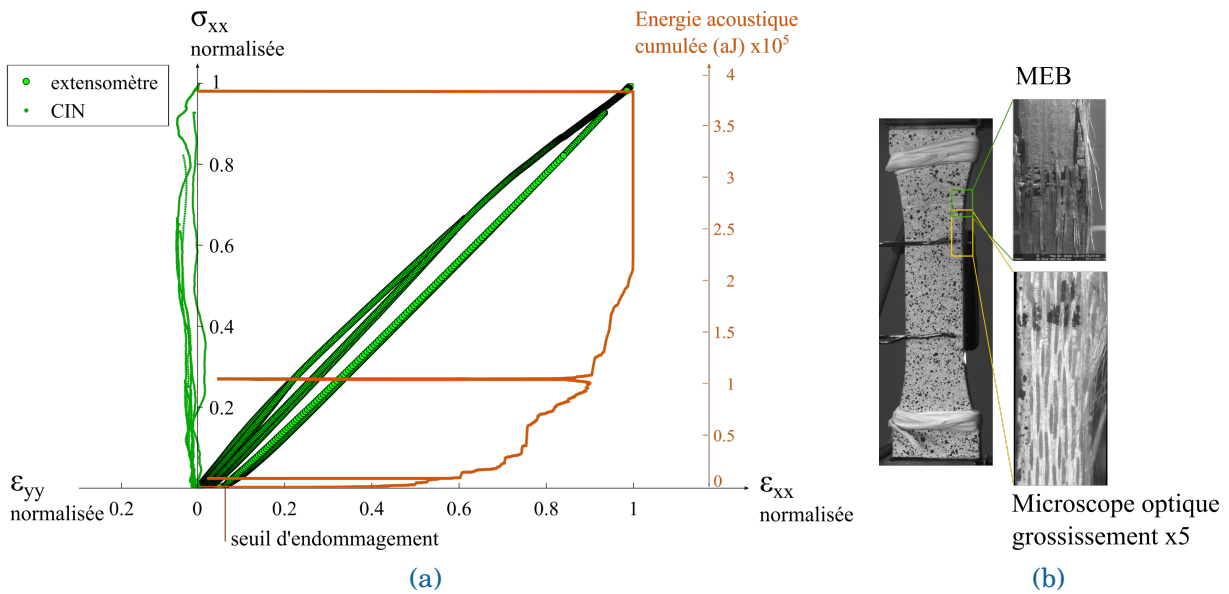 σxx
normalisée
Energie acoustique
cumulée (aJ) x10⁵
extensomètre
CIN
1
0.8
0.6
0.4
0.2
4
3.5
3
2.5
2
1.5
1
0.5
0
εyy
normalisée
0.2
0
0.2
0.4
0.6
0.8
1
εxx
normalisée
seuil d'endommagement
(a)
MEB
Microscope optique
grossissement x5
(b)